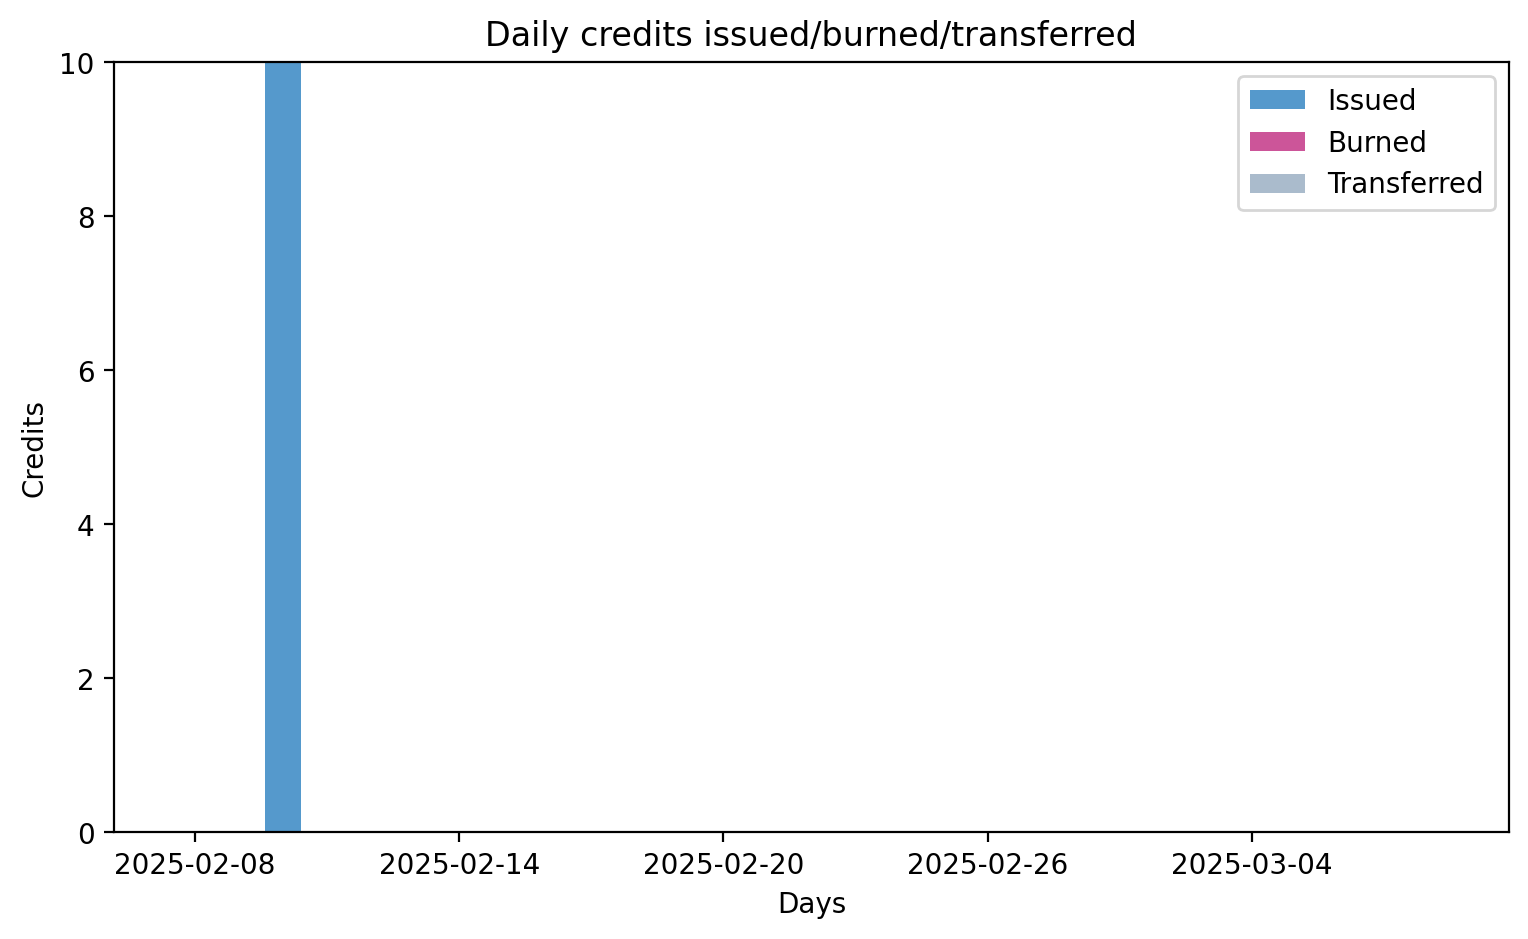 Daily credits issued/burned/transferred
10
8
6
4
2
0
Credits
Issued
Burned
Transferred
2025-02-08
2025-02-14
2025-02-20
2025-02-26
2025-03-04
Days